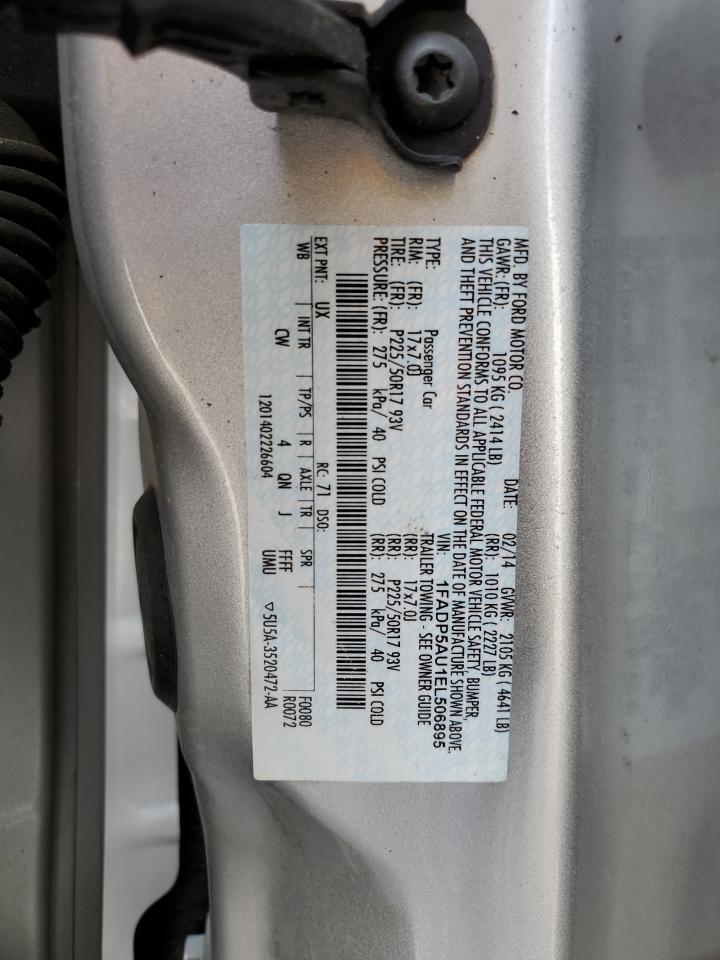 MFD. BY FORD MOTOR CO. DATE: 02/14 GVWR: 2105 KG ( 4641 LB)
GAWR: (FR): 1095 KG ( 2414 LB) (RR): 1010 KG ( 2227 LB)
THIS VEHICLE CONFORMS TO ALL APPLICABLE FEDERAL MOTOR VEHICLE SAFETY, BUMPER,
AND THEFT PREVENTION STANDARDS IN EFFECT ON THE DATE OF MANUFACTURE SHOWN ABOVE.
VIN: 1FADP5AU1EL506895
TYPE: Passenger Car TRAILER TOWING - SEE OWNER GUIDE
RIM: (FR): 17x7.0J (RR): 17x7.0J
TIRE: (FR): P225/50R17 93V (RR): P225/50R17 93V
PRESSURE: (FR): 275 kPa/ 40 PSI COLD (RR): 275 kPa/ 40 PSI COLD
EXT PNT: UX RC: 71 DSO: F0080
WB INT TR TP/PS R AXLE TR SPR R0072
CW 4 QN J FFFF
1201402226604 UMU ▽5U5A-3520472-AA